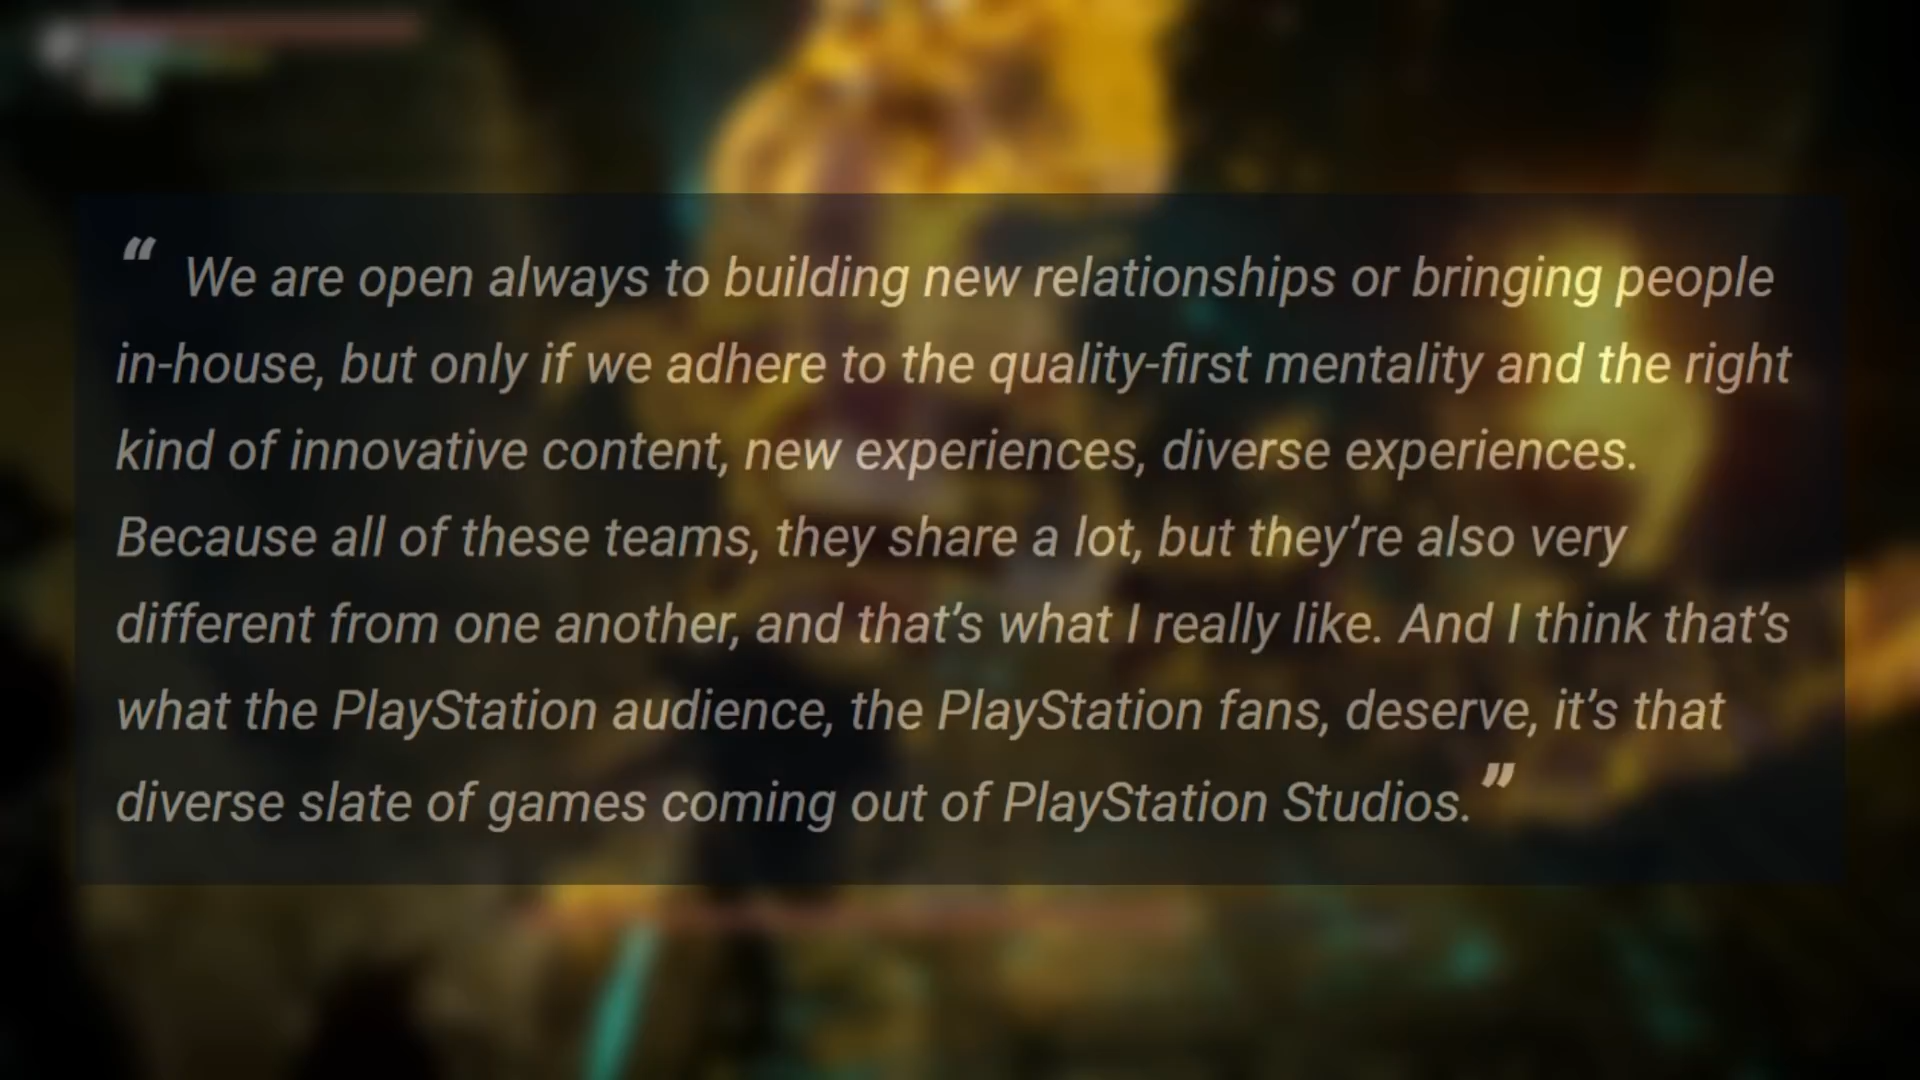 “ We are open always to building new relationships or bringing people
in-house, but only if we adhere to the quality-first mentality and the right
kind of innovative content, new experiences, diverse experiences.
Because all of these teams, they share a lot, but they’re also very
different from one another, and that’s what I really like. And I think that’s
what the PlayStation audience, the PlayStation fans, deserve, it’s that
diverse slate of games coming out of PlayStation Studios.”